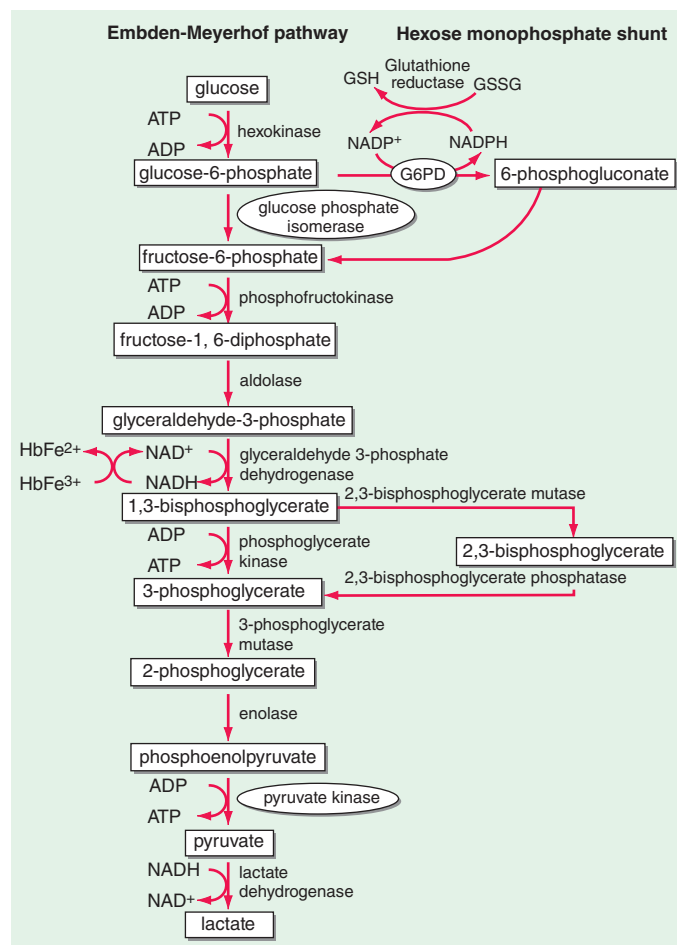 Embden-Meyerhof pathway
Hexose monophosphate shunt
glucose
ATP
ADP
hexokinase
Glutathione
reductase
GSH
GSSG
NADP+
NADPH
glucose-6-phosphate
G6PD
6-phosphogluconate
glucose phosphate
isomerase
fructose-6-phosphate
ATP
ADP
phosphofructokinase
fructose-1, 6-diphosphate
aldolase
glyceraldehyde-3-phosphate
HbFe2+
HbFe3+
NAD+
NADH
glyceraldehyde 3-phosphate
dehydrogenase
1,3-bisphosphoglycerate
2,3-bisphosphoglycerate mutase
ADP
ATP
phosphoglycerate
kinase
2,3-bisphosphoglycerate
2,3-bisphosphoglycerate phosphatase
3-phosphoglycerate
3-phosphoglycerate
mutase
2-phosphoglycerate
enolase
phosphoenolpyruvate
ADP
ATP
pyruvate kinase
pyruvate
NADH
NAD+
lactate
dehydrogenase
lactate